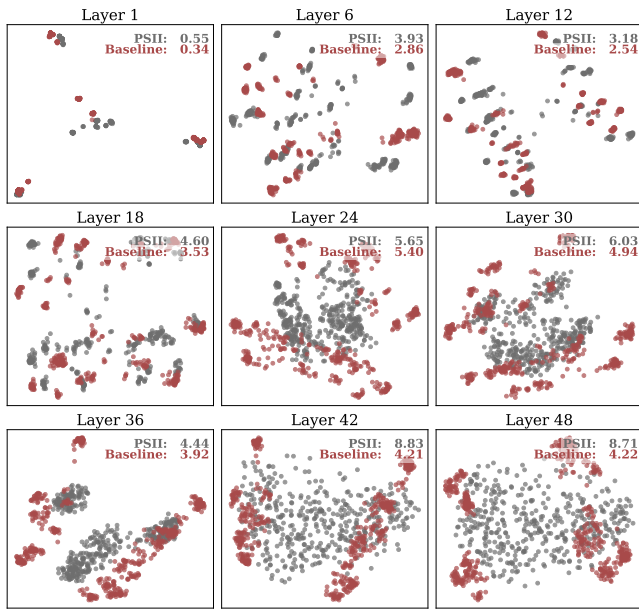 Layer 1
PSII: 0.55
Baseline: 0.34
Layer 6
PSII: 3.93
Baseline: 2.86
Layer 12
PSII: 3.18
Baseline: 2.54
Layer 18
PSII: 4.60
Baseline: 3.53
Layer 24
PSII: 5.65
Baseline: 5.40
Layer 30
PSII: 6.03
Baseline: 4.94
Layer 36
PSII: 4.44
Baseline: 3.92
Layer 42
PSII: 8.83
Baseline: 4.21
Layer 48
PSII: 8.71
Baseline: 4.22